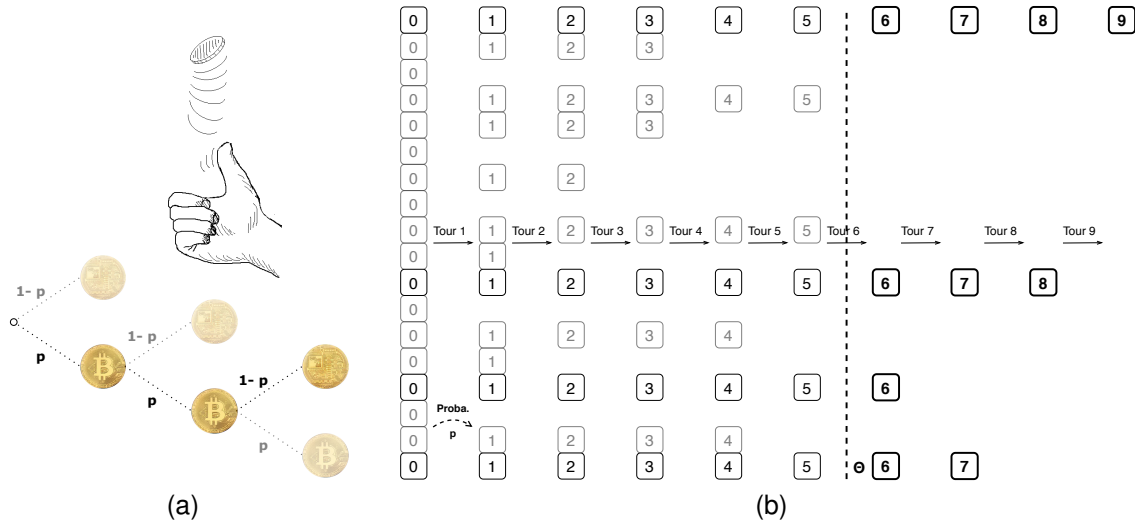 1- p
1- p
p
1- p
p
p
(a)
0 1 2 3 4 5 6 7 8 9
0 1 2 3
0
0 1 2 3 4 5
0 1 2 3
0
0 1 2
0
0 Tour 1 1 Tour 2 2 Tour 3 3 Tour 4 4 Tour 5 5 Tour 6 Tour 7 Tour 8 Tour 9
0 1
0 1 2 3 4 5 6 7 8
0
0 1 2 3 4
0 1
0 1 2 3 4 5 6
0 Proba.
p
0 1 2 3 4
0 1 2 3 4 5 Θ 6 7
(b)